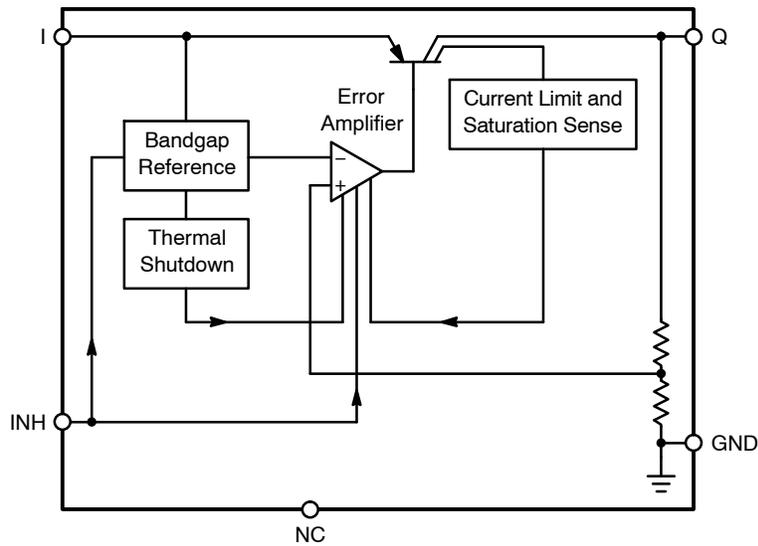 I
Q
Error
Amplifier
Current Limit and
Saturation Sense
Bandgap
Reference
−
+
Thermal
Shutdown
INH
GND
NC